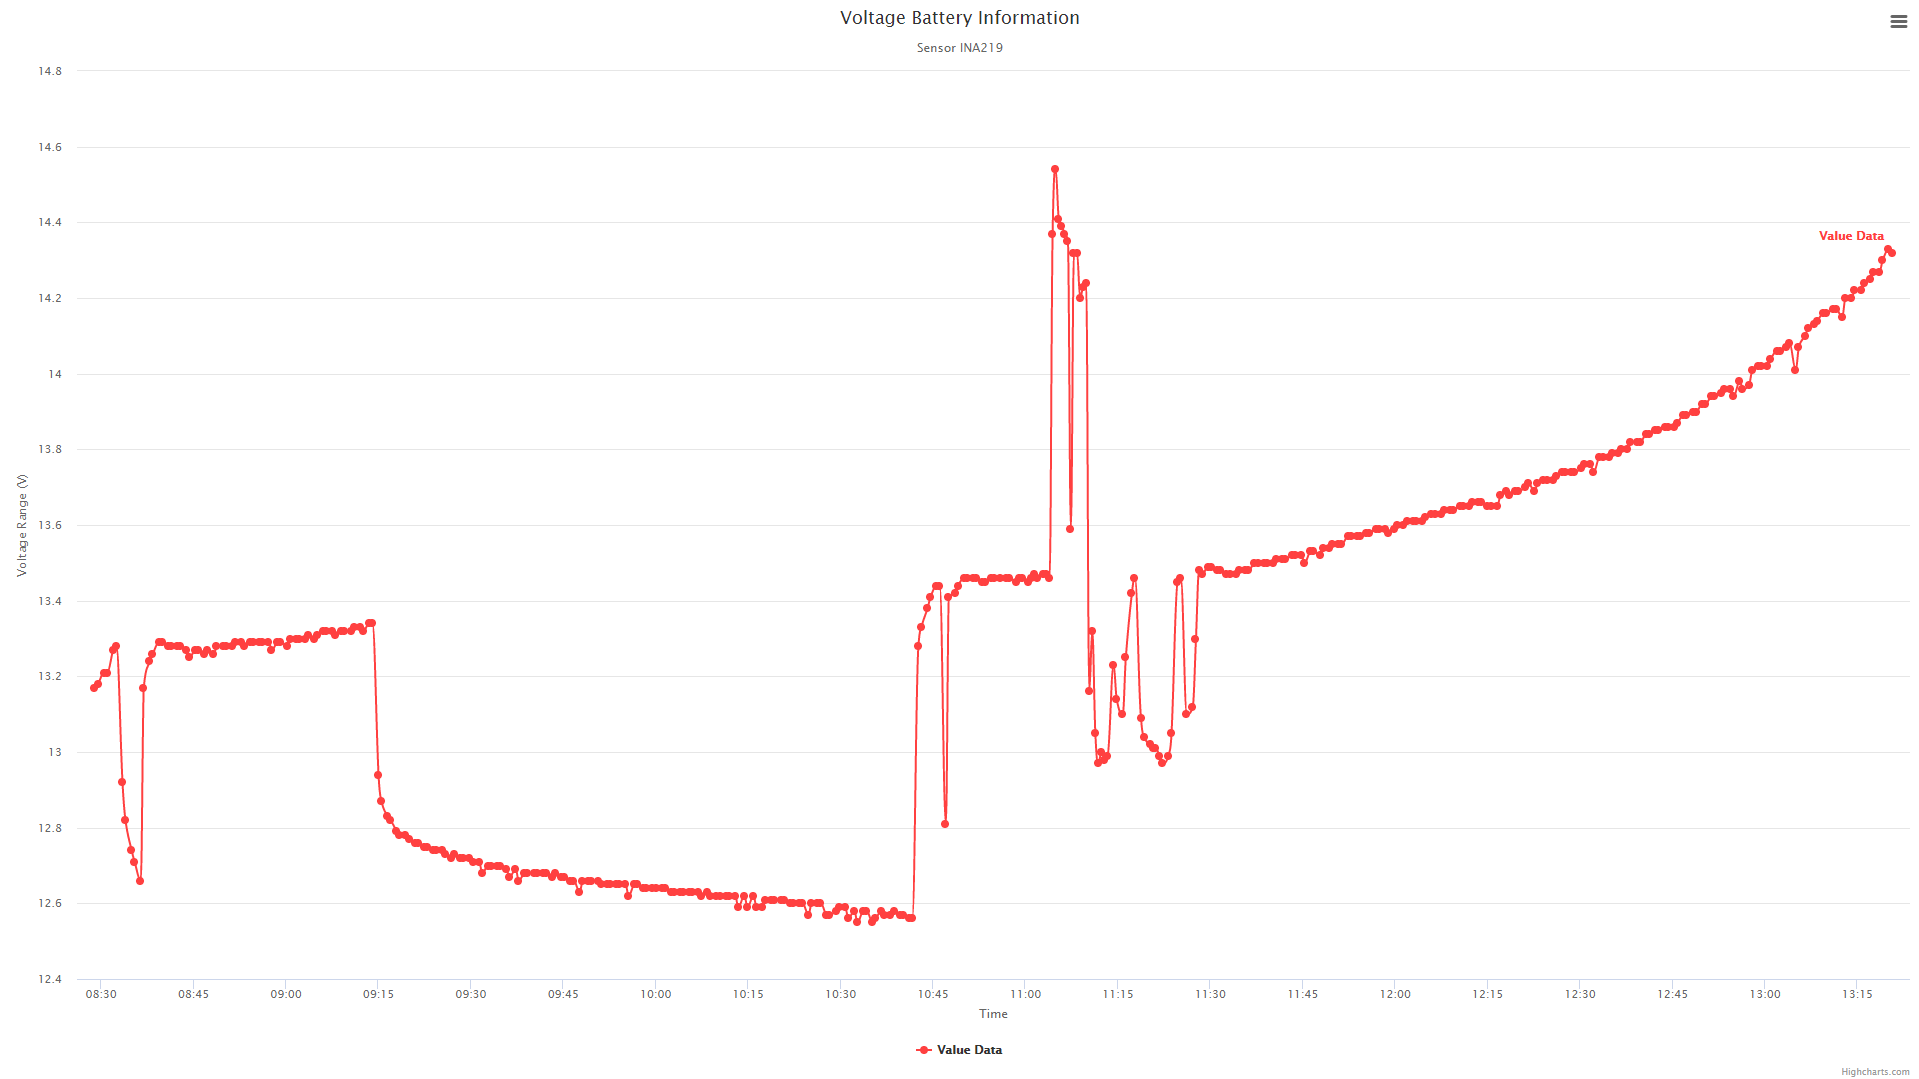 Voltage Battery Information
Sensor INA219
14.8
14.6
14.4
14.2
14
13.8
13.6
13.4
13.2
13
12.8
12.6
12.4
Voltage Range (V)
Value Data
08:30 08:45 09:00 09:15 09:30 09:45 10:00 10:15 10:30 10:45 11:00 11:15 11:30 11:45 12:00 12:15 12:30 12:45 13:00 13:15
Time
Value Data
Highcharts.com